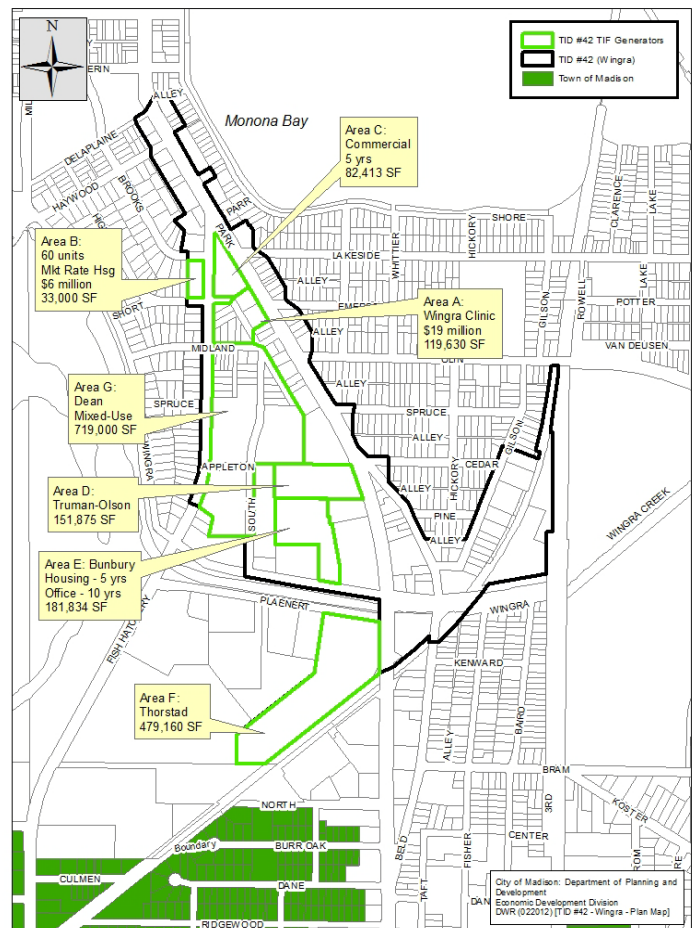 N
TID #42 TIF Generators
TID #42 (Wingra)
Town of Madison
ERIN
ALLEY
Monona Bay
DELAPLAINE
HAYWOOD
BROOKS
PARR
PARK
SHORE
CLARENCE
LAKE
Area C:
Commercial
5 yrs
82,413 SF
HICKORY
WHITTIER
LAKESIDE
Area B:
60 units
Mkt Rate Hsg
$6 million
33,000 SF
ALLEY
LAKE
GILSON
ROWELL
POTTER
SHORT
ALLEY
Area A:
Wingra Clinic
$19 million
119,630 SF
VAN DEUSEN
MIDLAND
ALLEY
Area G:
Dean
Mixed-Use
719,000 SF
SPRUCE
SPRUCE
ALLEY
WINGRA
GILSON
APPLETON
CEDAR
HICKORY
Area D:
Truman-Olson
151,875 SF
ALLEY
PINE
SOUTH
ALLEY
WINGRA CREEK
Area E: Bunbury
Housing - 5 yrs
Office - 10 yrs
181,834 SF
PLAENERT
WINGRA
KENWARD
Area F:
Thorstad
479,160 SF
BAIRD
ALLEY
BRAM
3RD
KOSTER
NORTH
Boundary
BURR OAK
CENTER
BELD
FISHER
CULMEN
DANE
TAFT
RIDGEWOOD
City of Madison: Department of Planning and
Development
Economic Development Division
DWR (022012) [TID #42 - Wingra - Plan Map]